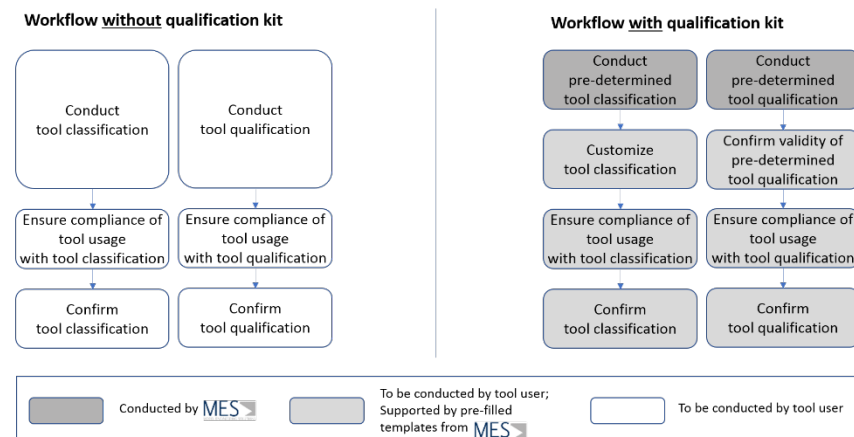 Workflow without qualification kit
Conduct
tool classification
Conduct
tool qualification
Ensure compliance of
tool usage
with tool classification
Ensure compliance of
tool usage
with tool qualification
Confirm
tool classification
Confirm
tool qualification
Workflow with qualification kit
Conduct
pre-determined
tool classification
Conduct
pre-determined
tool qualification
Customize
tool classification
Confirm validity of
pre-determined
tool qualification
Ensure compliance of
tool usage
with tool classification
Ensure compliance of
tool usage
with tool qualification
Confirm
tool classification
Confirm
tool qualification
Conducted by MES
To be conducted by tool user;
Supported by pre-filled
templates from MES
To be conducted by tool user